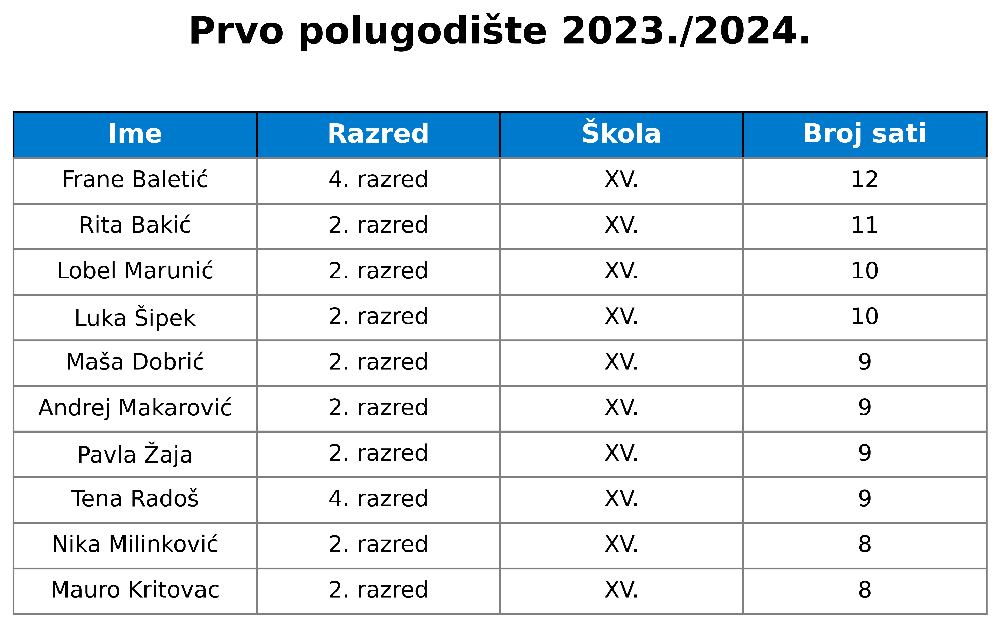 Prvo polugodište 2023./2024.
Ime Razred Škola Broj sati
Frane Baletić 4. razred XV. 12
Rita Bakić 2. razred XV. 11
Lobel Marunić 2. razred XV. 10
Luka Šipek 2. razred XV. 10
Maša Dobrić 2. razred XV. 9
Andrej Makarović 2. razred XV. 9
Pavla Žaja 2. razred XV. 9
Tena Radoš 4. razred XV. 9
Nika Milinković 2. razred XV. 8
Mauro Kritovac 2. razred XV. 8